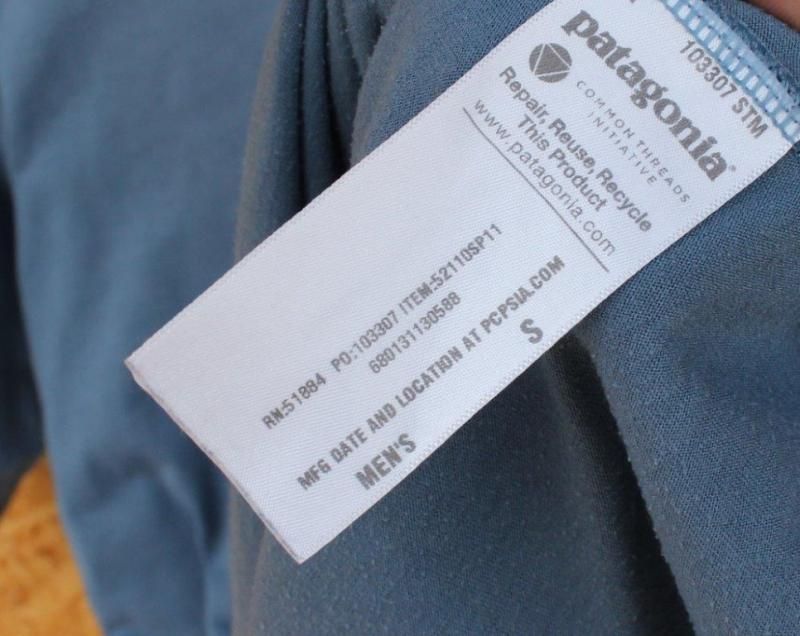 103307 STM
patagonia®
COMMON THREADS
INITIATIVE
Repair, Reuse, Recycle
This Product
www.patagonia.com
RN:51884 PO:103307 ITEM:52110SP11
680131130588
MFG DATE AND LOCATION AT PCPSIA.COM
MEN'S S